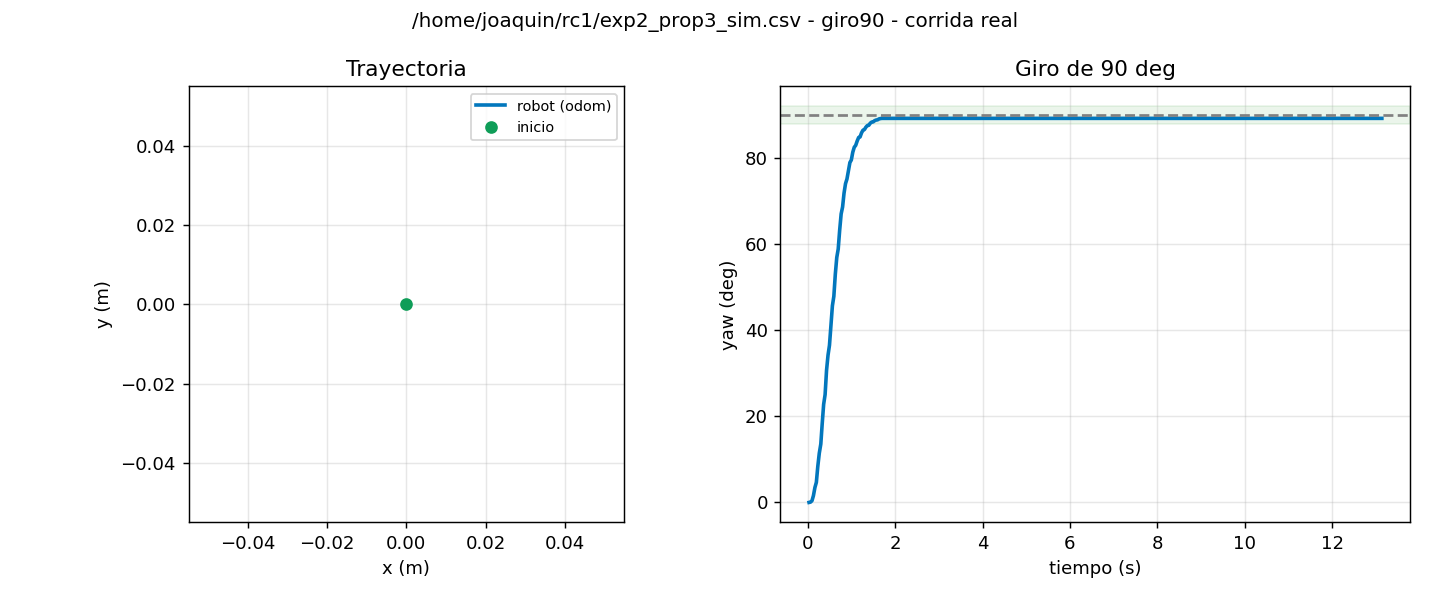 /home/joaquin/rc1/exp2_prop3_sim.csv - giro90 - corrida real
Trayectoria
robot (odom)
inicio
0.04
0.02
0.00
−0.02
−0.04
y (m)
−0.04
−0.02
0.00
0.02
0.04
x (m)
Giro de 90 deg
80
60
40
20
0
yaw (deg)
0
2
4
6
8
10
12
tiempo (s)